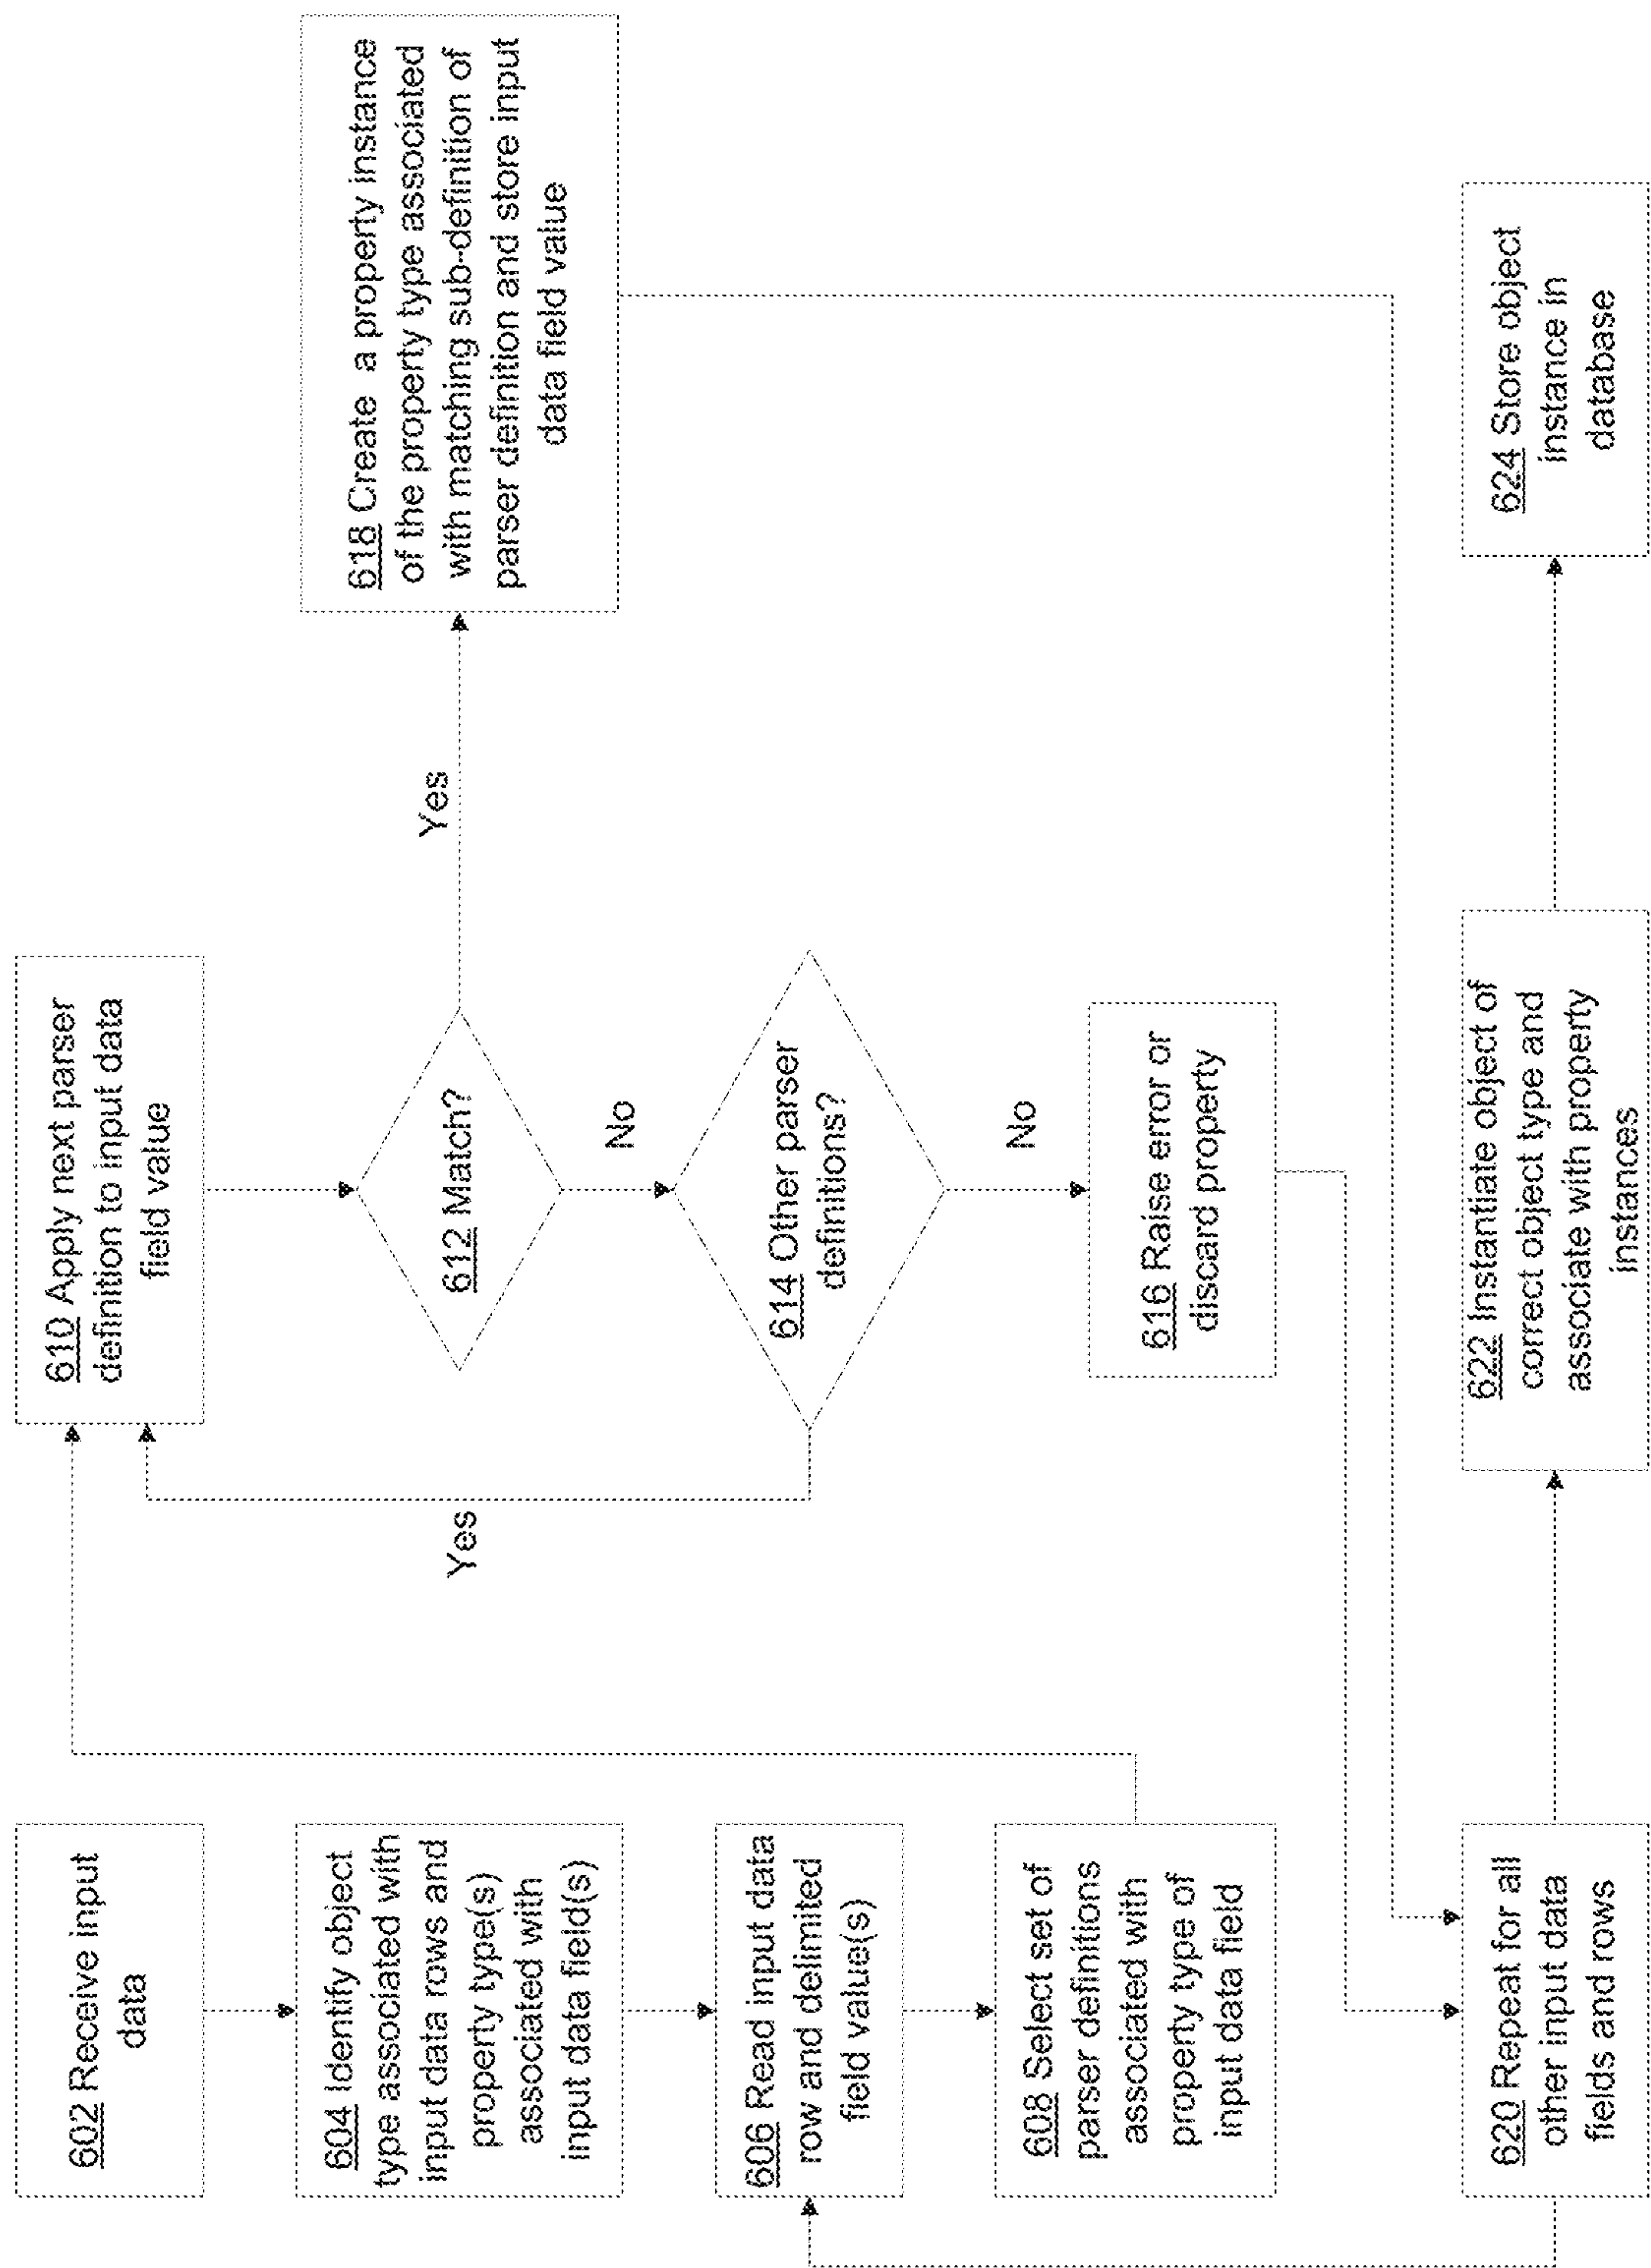 602 Receive input
data
604 Identify object
type associated with
input data rows and
property type(s)
associated with
input data field(s)
606 Read input data
row and delimited
field value(s)
608 Select set of
parser definitions
associated with
property type of
input data field
610 Apply next parser
definition to input data
field value
612 Match?
Yes
No
614 Other parser
definitions?
Yes
No
616 Raise error or
discard property
618 Create a property instance
of the property type associated
with matching sub-definition of
parser definition and store input
data field value
620 Repeat for all
other input data
fields and rows
622 Instantiate object of
correct object type and
associate with property
instances
624 Store object
instance in
database